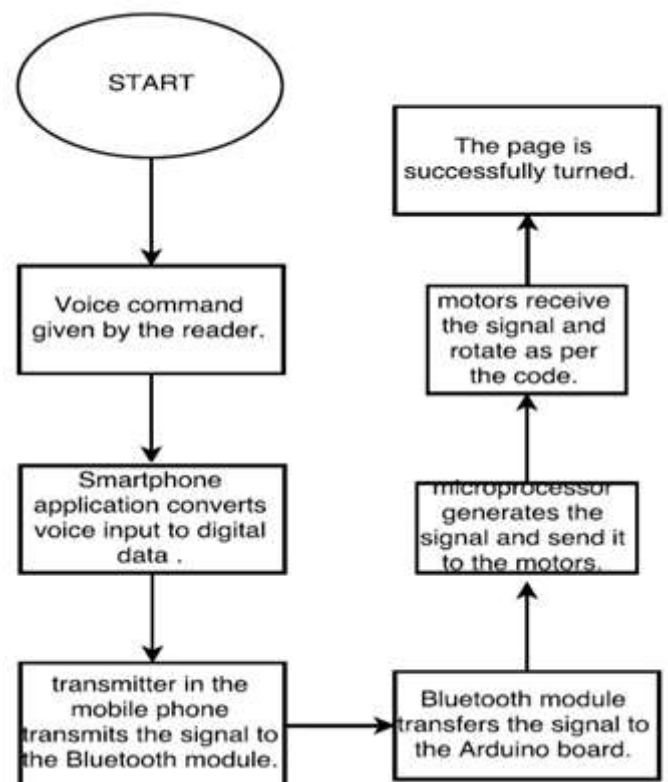 START
Voice command
given by the reader.
Smartphone
application converts
voice input to digital
data .
transmitter in the
mobile phone
transmits the signal to
the Bluetooth module.
Bluetooth module
transfers the signal to
the Arduino board.
microprocessor
generates the
signal and send it
to the motors.
motors receive
the signal and
rotate as per
the code.
The page is
successfully turned.